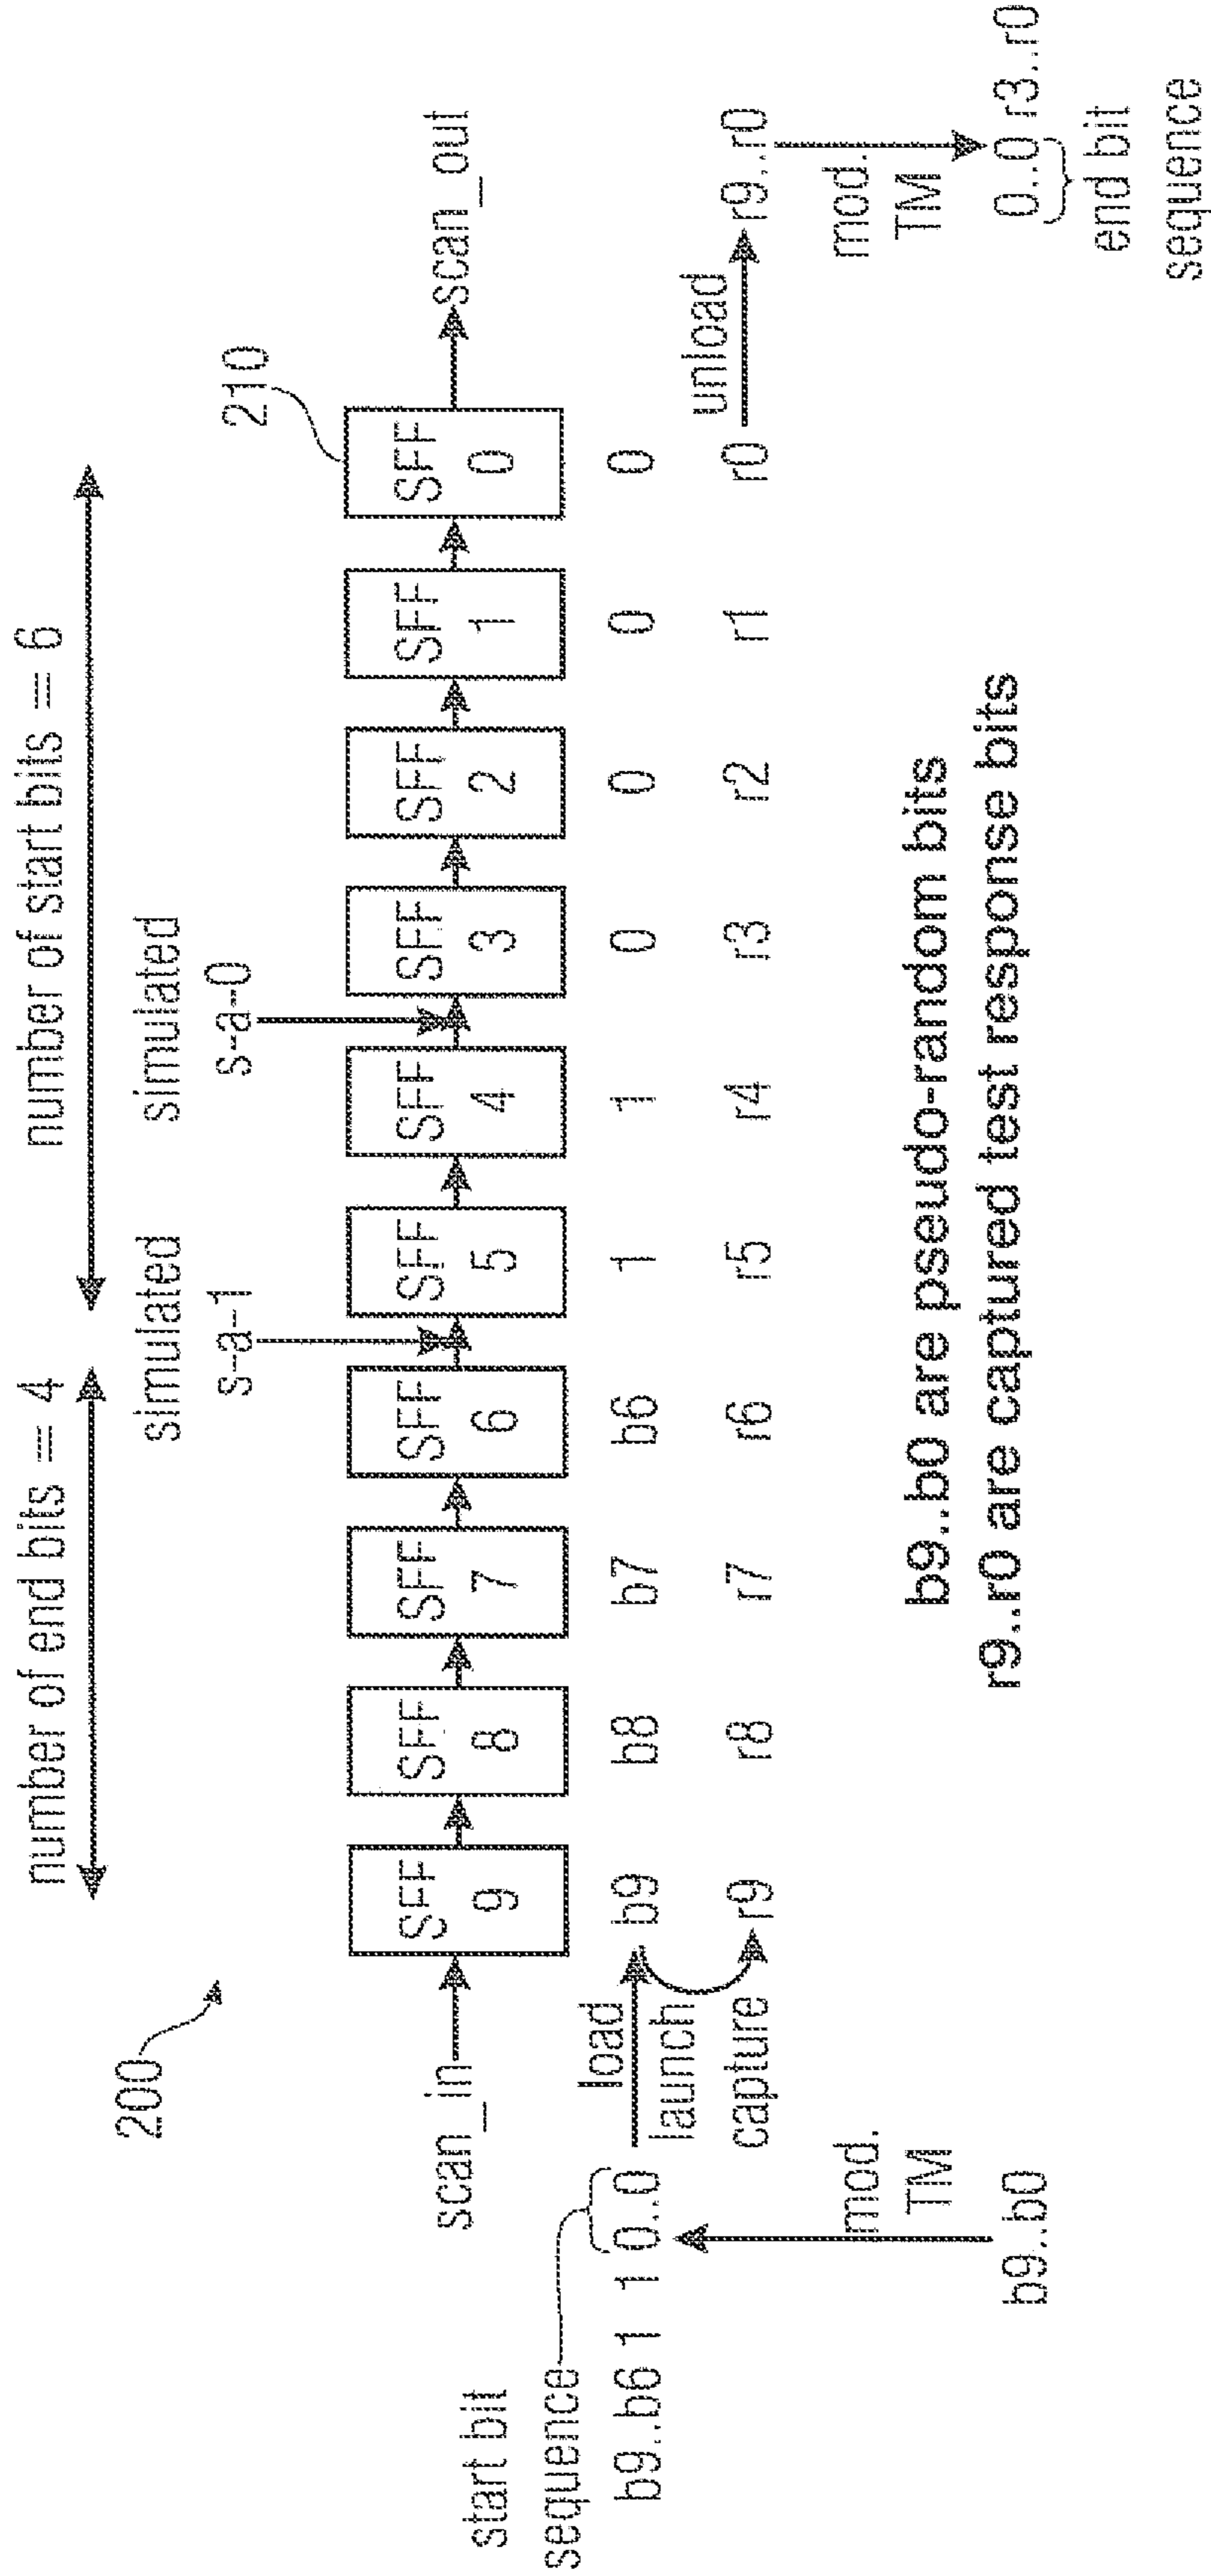 number of end bits = 4
number of start bits = 6
simulated
s-a-1
simulated
s-a-0
200
210
scan_in
SFF
9
SFF
8
SFF
7
SFF
6
SFF
5
SFF
4
SFF
3
SFF
2
SFF
1
SFF
0
scan_out
start bit
sequence
b9..b6 1 1 0..0
load
b9 b8 b7 b6 1 1 0 0 0 0
launch
capture
r9 r8 r7 r6 r5 r4 r3 r2 r1 r0
unload
r9..r0
mod.
TM
b9..b0
mod.
TM
0..0 r3..r0
end bit
sequence
b9..b0 are pseudo-random bits
r9..r0 are captured test response bits